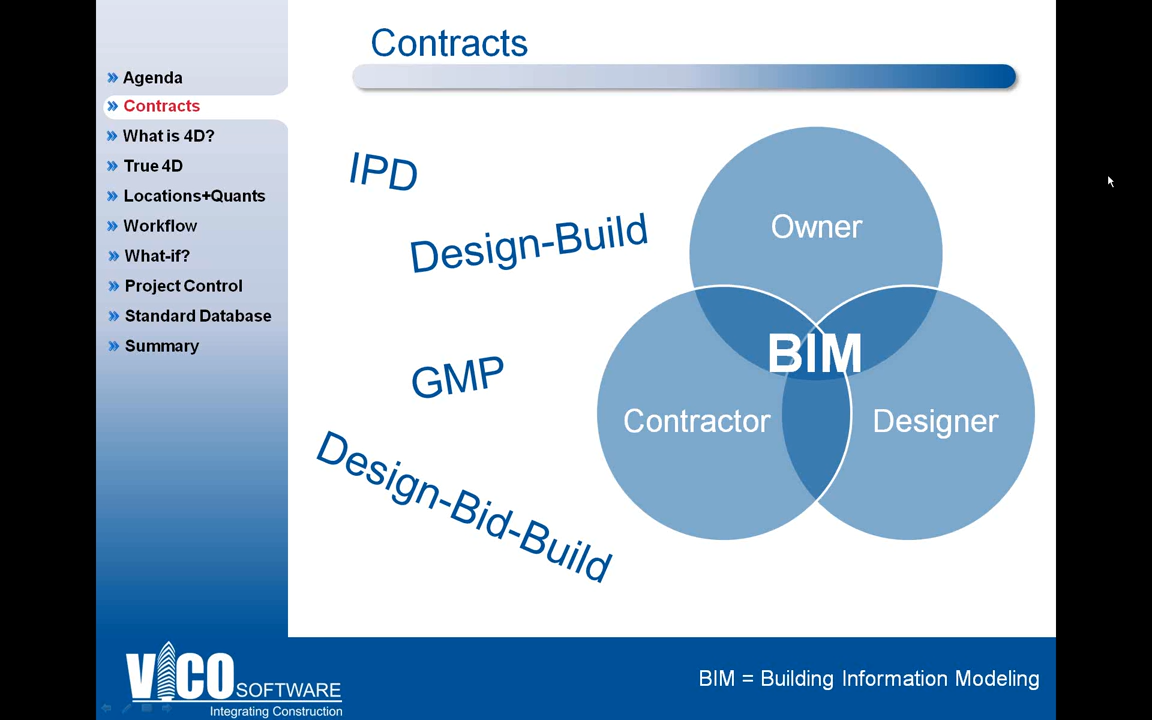 Contracts
Agenda
Contracts
What is 4D?
True 4D
Locations+Quants
Workflow
What-if?
Project Control
Standard Database
Summary
IPD
Design-Build
GMP
Design-Bid-Build
Owner
BIM
Contractor
Designer
VICO SOFTWARE
Integrating Construction
BIM = Building Information Modeling